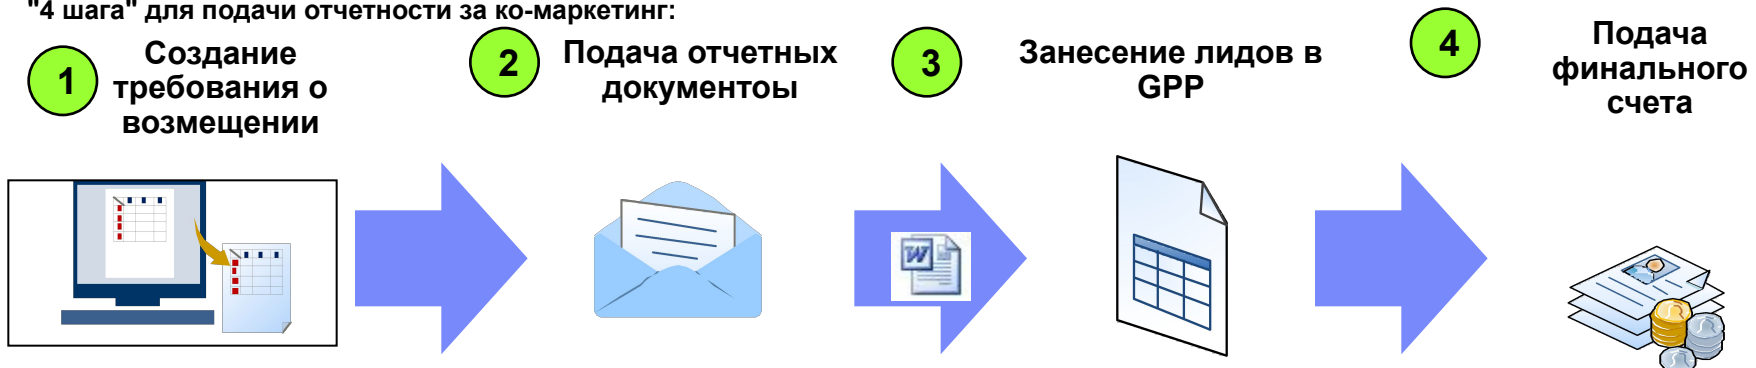 "4 шага" для подачи отчетности за ко-маркетинг:
1
Создание
требования о
возмещении
2
Подача отчетных
документоы
3
Занесение лидов в
GPP
4
Подача
финального
счета
W